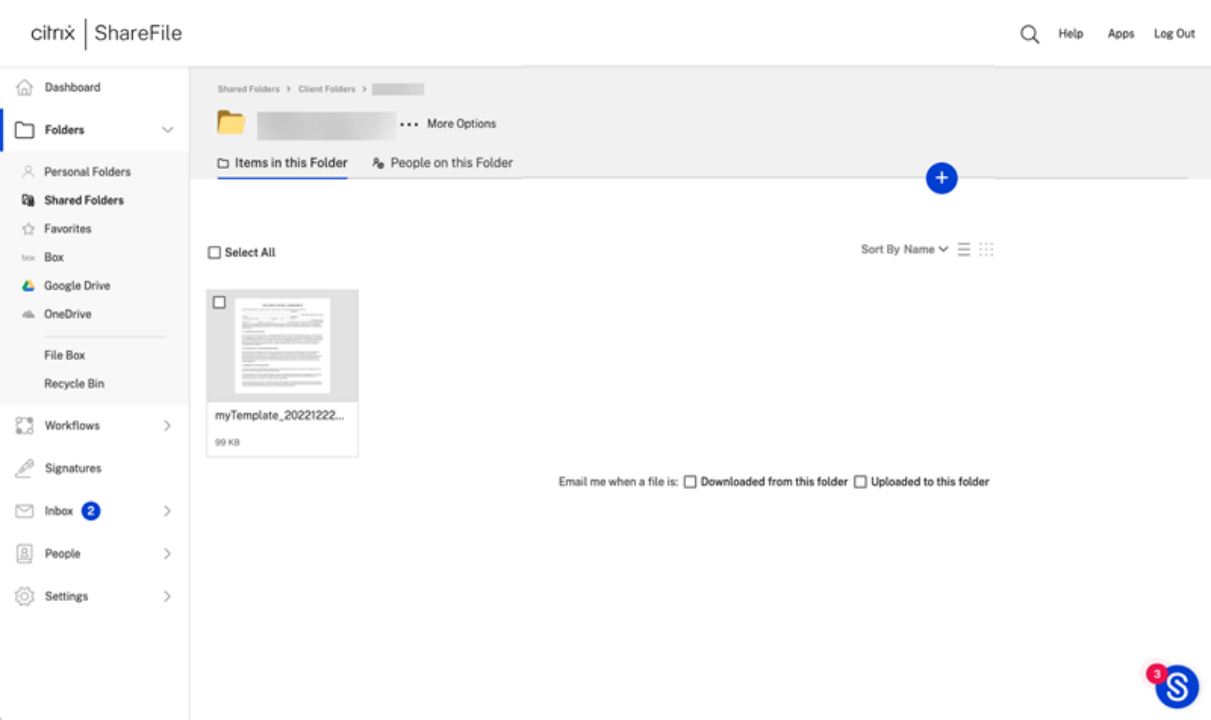 citrix | ShareFile
Help Apps Log Out
Dashboard
Folders
Personal Folders
Shared Folders
Favorites
box Box
Google Drive
OneDrive
File Box
Recycle Bin
Workflows
Signatures
Inbox 2
People
Settings
Shared Folders > Client Folders >
••• More Options
Items in this Folder People on this Folder
+
Select All
Sort By Name
myTemplate_20221222...
99 KB
Email me when a file is: Downloaded from this folder Uploaded to this folder
3
S